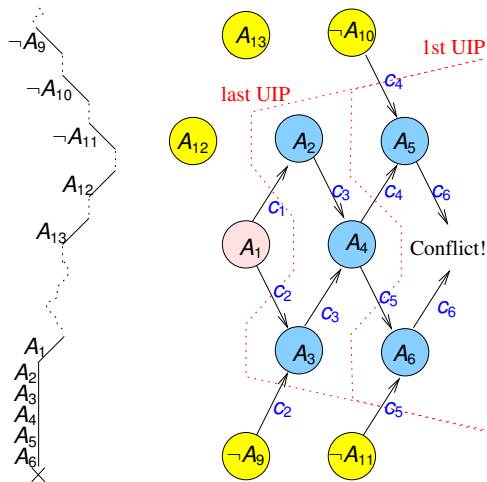 ¬A9
¬A10
¬A11
A12
A13
A1
A2
A3
A4
A5
A6
A13
¬A10
1st UIP
last UIP
c4
A12
A2
A5
c1
c3
c4
c6
A1
A4
Conflict!
c2
c3
c5
c6
A3
A6
c2
c5
¬A9
¬A11